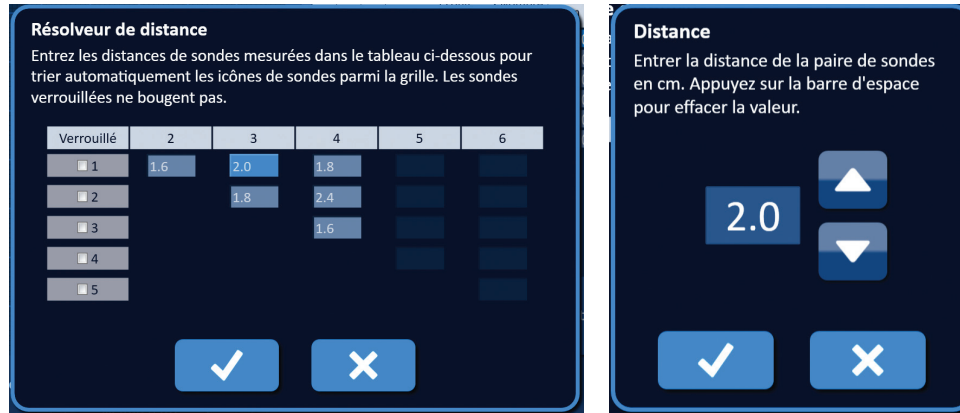 Résolveur de distance
Entrez les distances de sondes mesurées dans le tableau ci-dessous pour
trier automatiquement les icônes de sondes parmi la grille. Les sondes
verrouillées ne bougent pas.
Verrouillé 2 3 4 5 6
1 1.6 2.0 1.8
2 1.8 2.4
3 1.6
4
5
Distance
Entrer la distance de la paire de sondes
en cm. Appuyez sur la barre d'espace
pour effacer la valeur.
2.0